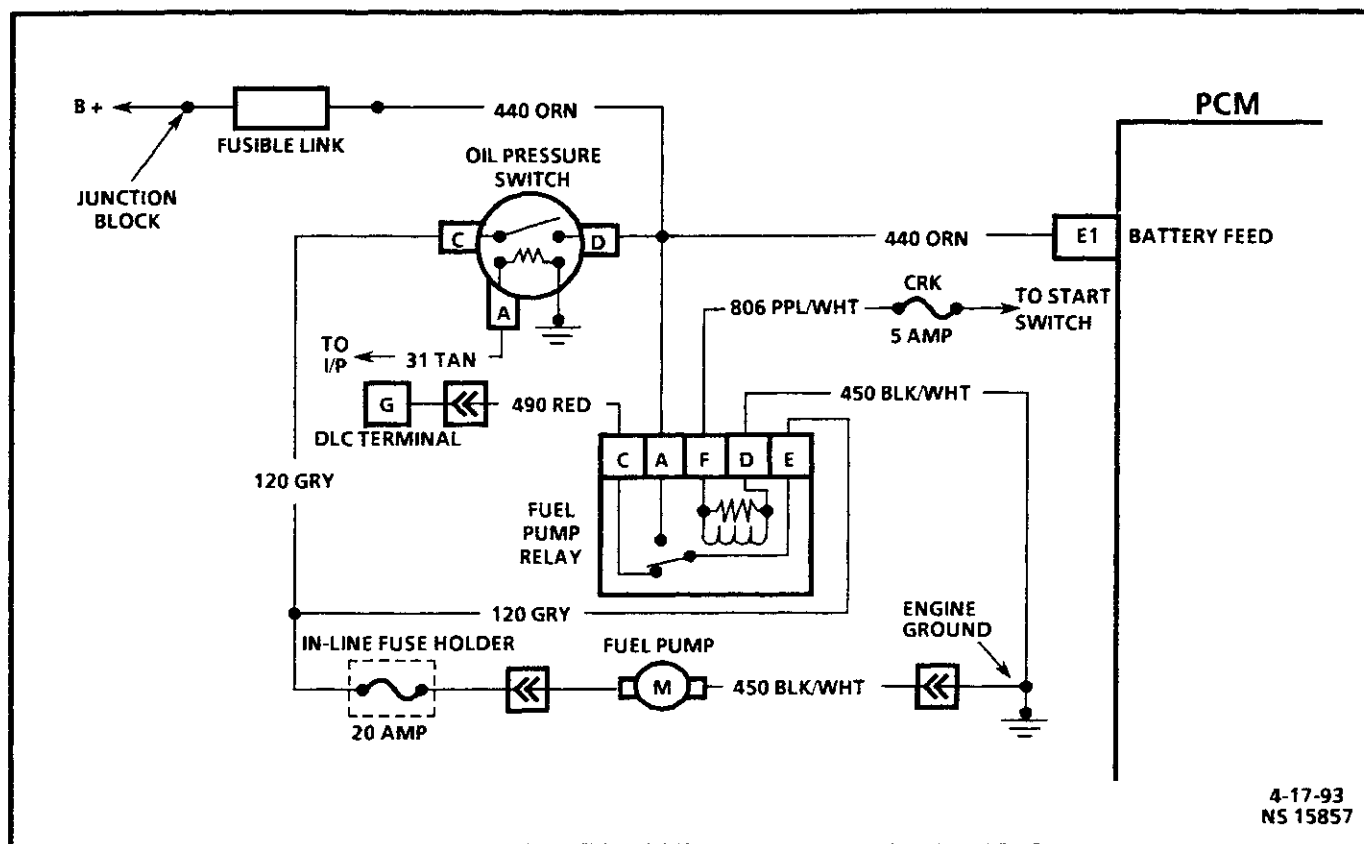 B +
440 ORN
FUSIBLE LINK
JUNCTION
BLOCK
OIL PRESSURE
SWITCH
PCM
C
D
A
440 ORN
E1
BATTERY FEED
CRK
806 PPL/WHT
5 AMP
TO START
SWITCH
TO
I/P
31 TAN
G
490 RED
DLC TERMINAL
450 BLK/WHT
C A F D E
120 GRY
FUEL
PUMP
RELAY
120 GRY
ENGINE
GROUND
IN-LINE FUSE HOLDER
20 AMP
FUEL PUMP
M
450 BLK/WHT
4-17-93
NS 15857